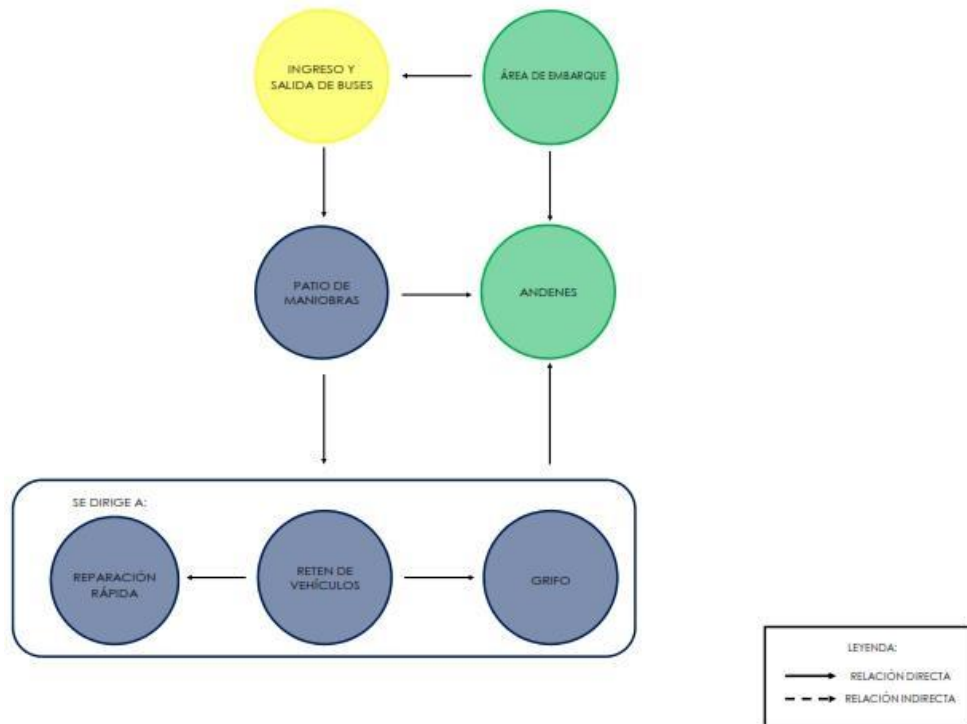 INGRESO Y
SALIDA DE BUSES
ÁREA DE EMBARQUE
PATIO DE
MANIOBRAS
ANDENES
SE DIRIGE A:
REPARACIÓN
RÁPIDA
RETEN DE
VEHÍCULOS
GRIFO
LEYENDA:
RELACIÓN DIRECTA
RELACIÓN INDIRECTA